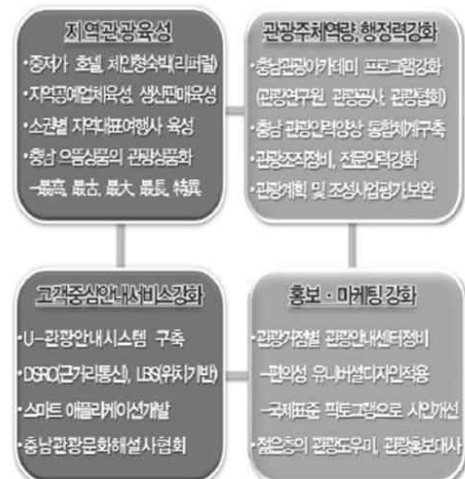 지역관광육성
•중저가 호텔, 체인형숙박(리퍼럴)
•지역공예업체육성, 생산판매육성
•소권별 지역대표여행사 육성
•충남 으뜸상품의 관광상품화
–最高, 最古, 最大, 最長, 特異
관광주체역량,행정력강화
•충남관광아카데미 프로그램강화
(관광연구원, 관광공사, 관광협회)
•충남 관광인력양상 통합체계구축
•관광조직정비, 전문인력강화
•관광계획 및 조성사업평가보완
고객중심안내서비스강화
•U–관광안내시스템 구축
•DSRC(근거리통신), LBS(위치기반)
•스마트 애플리케이션개발
•충남관광문화해설사협회
홍보·마케팅강화
•관광거점별 관광안내센터정비
–편의성 유니버설디자인적용
–국제표준 픽토그램으로 사인개선
•젊은층의 관광도우미, 관광홍보대사